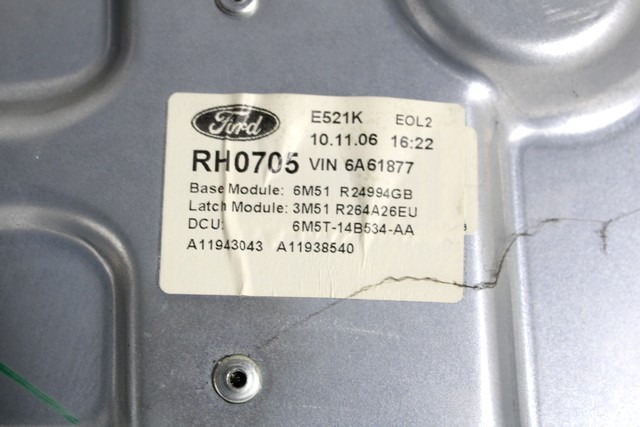 Ford E521K EOL2
10.11.06 16:22
RH0705 VIN 6A61877
Base Module: 6M51 R24994GB
Latch Module: 3M51 R264A26EU
DCU: 6M5T-14B534-AA
A11943043 A11938540